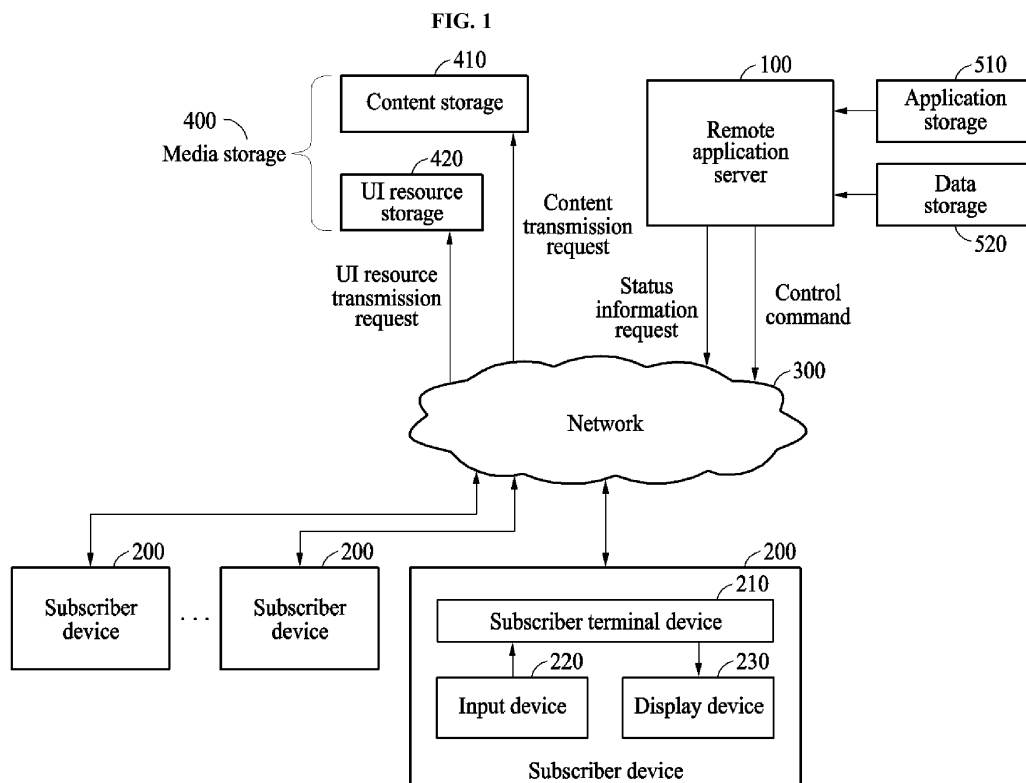 FIG. 1
410
Content storage
400
Media storage
420
UI resource
storage
100
Remote
application
server
510
Application
storage
Data
storage
520
Content
transmission
request
UI resource
transmission
request
Status
information
request
Control
command
300
Network
200
Subscriber
device
. . .
200
Subscriber
device
200
210
Subscriber terminal device
220
Input device
230
Display device
Subscriber device